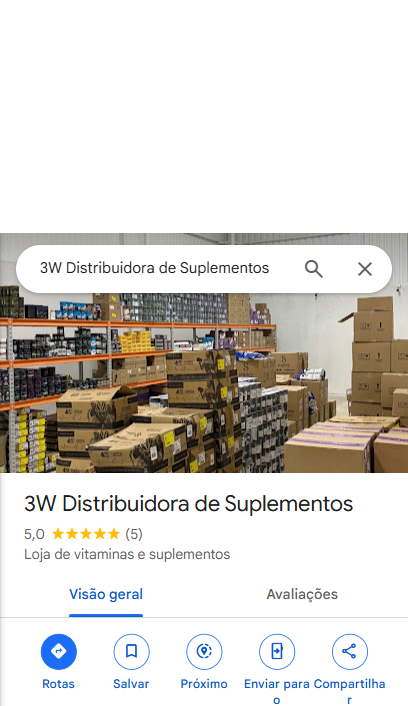 3W Distribuidora de Suplementos
3W Distribuidora de Suplementos
5,0 ★★★★★ (5)
Loja de vitaminas e suplementos
Visão geral Avaliações
Rotas Salvar Próximo Enviar para Compartilha
o r